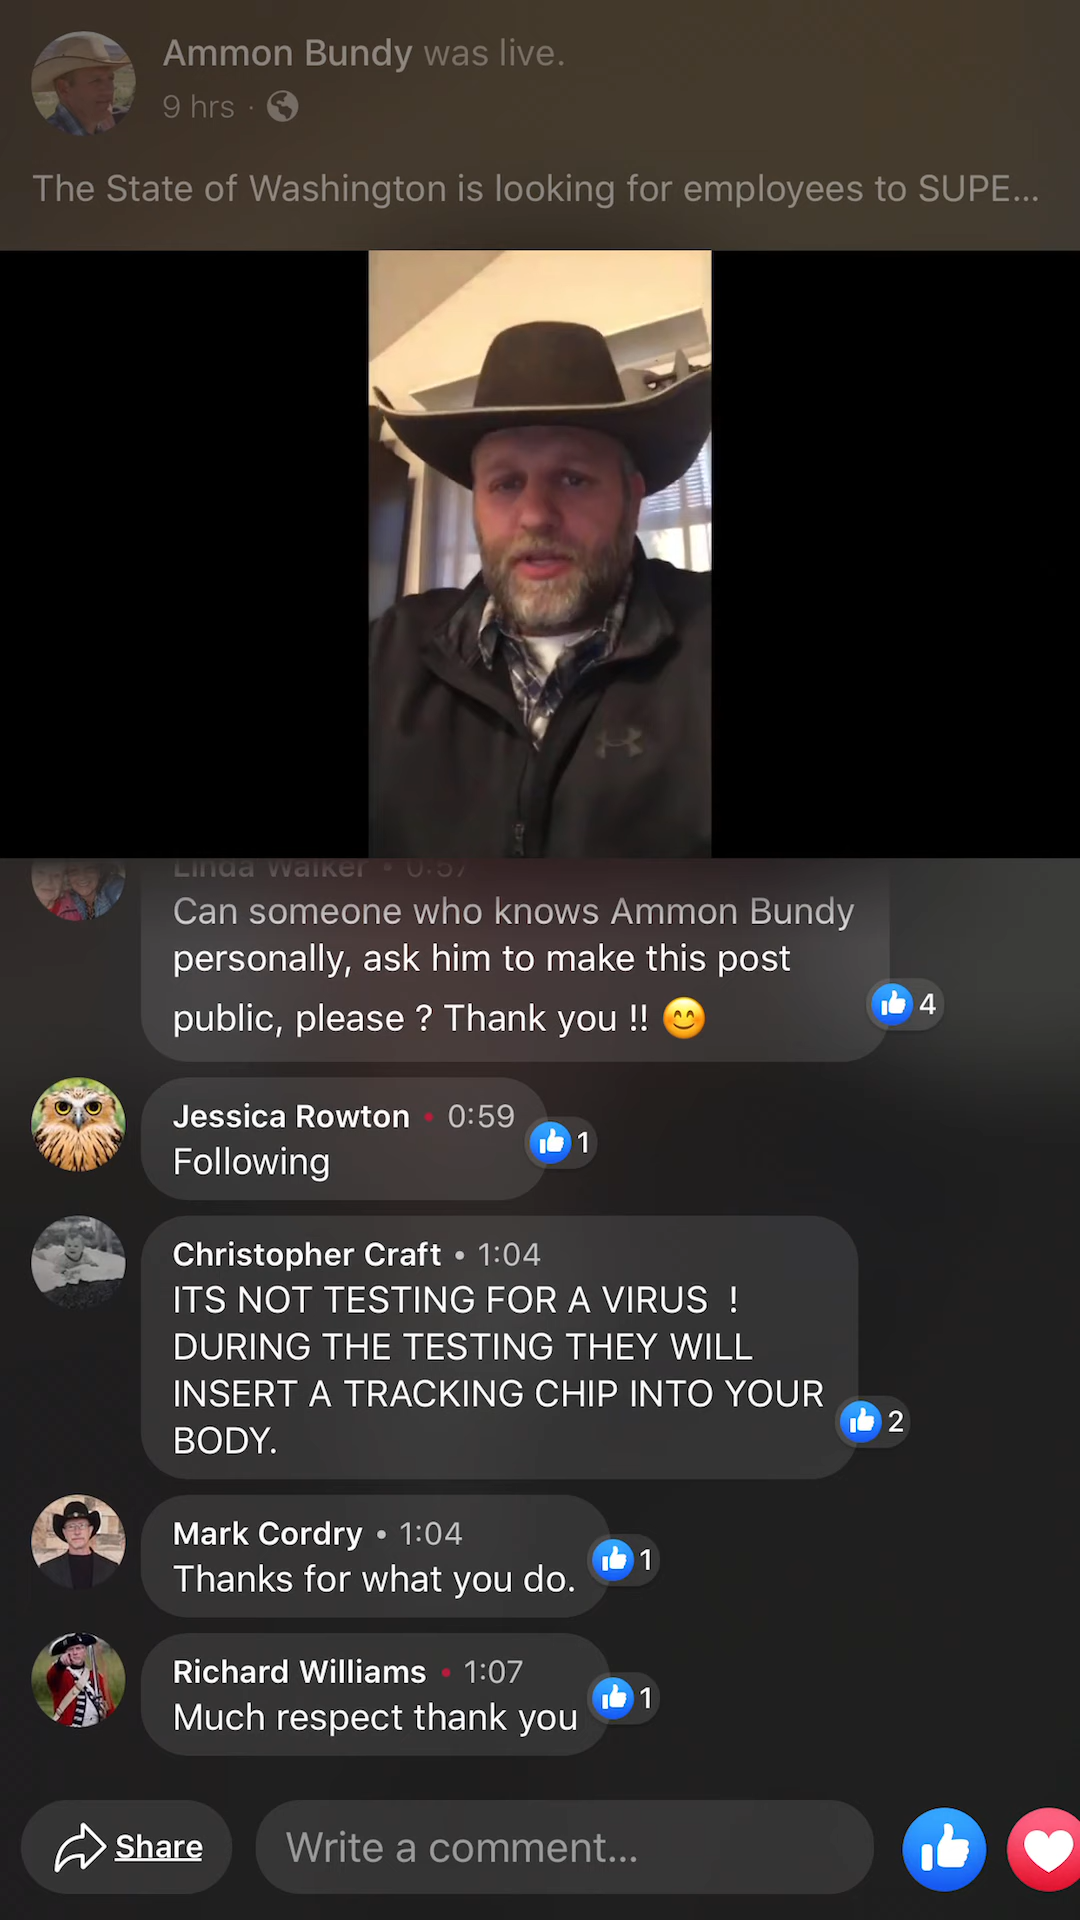 Ammon Bundy was live.
9 hrs ·
The State of Washington is looking for employees to SUPE...
Linda Walker • 0:57
Can someone who knows Ammon Bundy
personally, ask him to make this post
public, please ? Thank you !! 😊
4
Jessica Rowton • 0:59
Following
1
Christopher Craft • 1:04
ITS NOT TESTING FOR A VIRUS  !
DURING THE TESTING THEY WILL
INSERT A TRACKING CHIP INTO YOUR
BODY.
2
Mark Cordry • 1:04
Thanks for what you do.
1
Richard Williams • 1:07
Much respect thank you
1
Share
Write a comment...